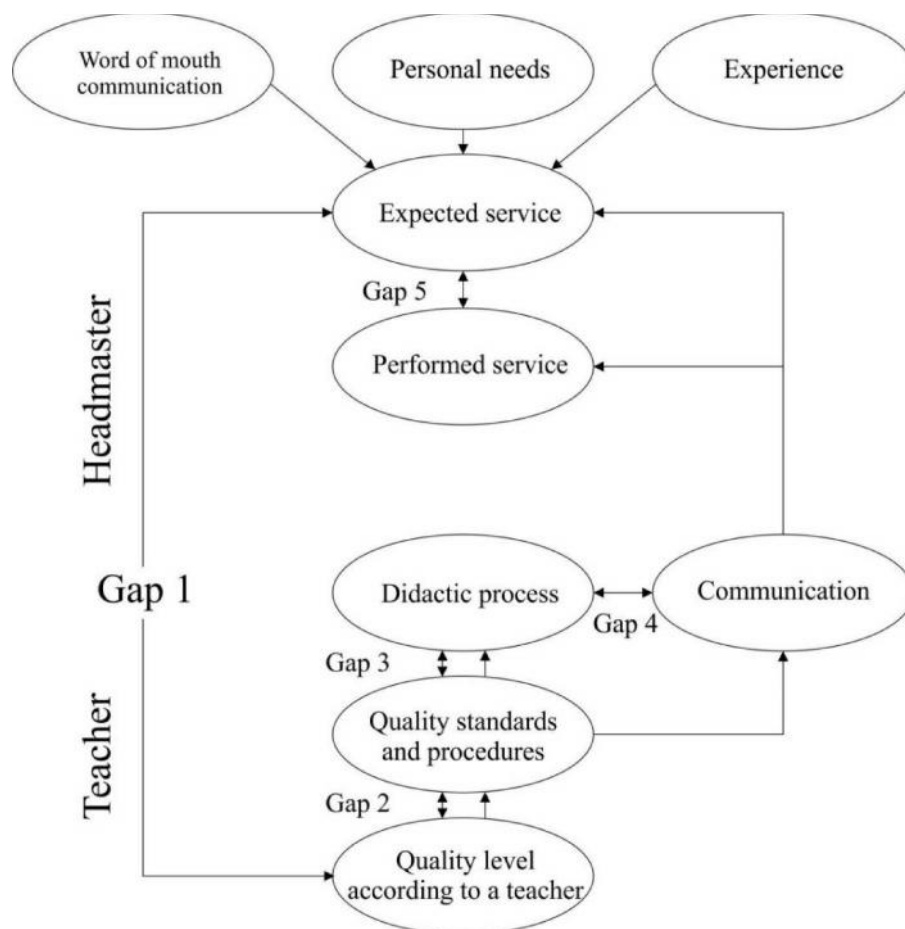 Word of mouth
communication
Personal needs
Experience
Expected service
Gap 5
Performed service
Headmaster
Gap 1
Teacher
Didactic process
Gap 4
Communication
Gap 3
Quality standards
and procedures
Gap 2
Quality level
according to a teacher